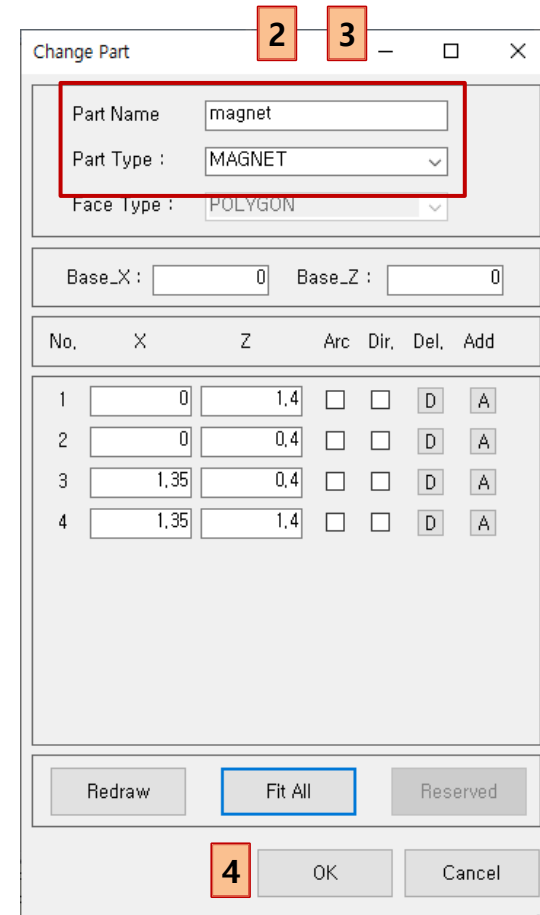 2 3
Change Part
Part Name magnet
Part Type : MAGNET
Face Type : POLYGON
Base_X : 0 Base_Z : 0
No. X Z Arc Dir. Del. Add
1 0 1.4 D A
2 0 0.4 D A
3 1.35 0.4 D A
4 1.35 1.4 D A
Redraw Fit All Reserved
4 OK Cancel